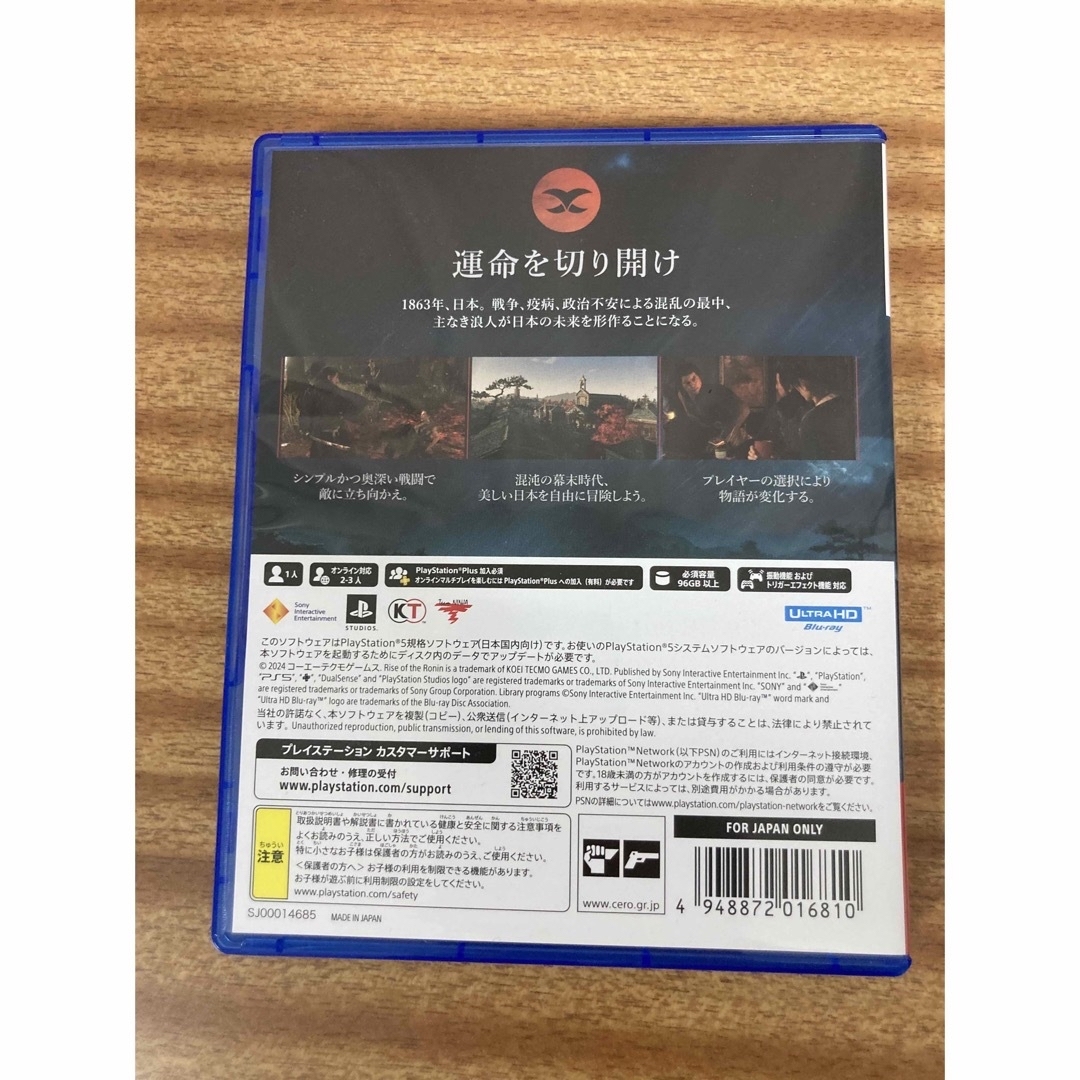 運命を切り開け
1863年、日本。戦争、疫病、政治不安による混乱の最中、
主なき浪人が日本の未来を形作ることになる。
シンプルかつ奥深い戦闘で
敵に立ち向かえ。
混沌の幕末時代、
美しい日本を自由に冒険しよう。
プレイヤーの選択により
物語が変化する。
1人
オンライン対応
2-3人
PlayStation®Plus 加入必須
オンラインマルチプレイを楽しむには PlayStation®Plus への加入（有料）が必要です
必須容量
96GB 以上
振動機能 および
トリガーエフェクト機能 対応
Sony
Interactive
Entertainment
STUDIOS
KT
Team NINJA
ULTRA HD
Blu-ray™
このソフトウェアはPlayStation®5規格ソフトウェア(日本国内向け)です。お使いのPlayStation®5システムソフトウェアのバージョンによっては、
本ソフトウェアを起動するためにディスク内のデータでアップデートが必要です。
© 2024 コーエーテクモゲームス. Rise of the Ronin is a trademark of KOEI TECMO GAMES CO., LTD. Published by Sony Interactive Entertainment Inc. " ", "PlayStation",
"PS5", " ", "DualSense" and "PlayStation Studios logo" are registered trademarks or trademarks of Sony Interactive Entertainment Inc. "SONY" and " "
are registered trademarks or trademarks of Sony Group Corporation. Library programs ©Sony Interactive Entertainment Inc. "Ultra HD Blu-ray™" word mark and
"Ultra HD Blu-ray™" logo are trademarks of the Blu-ray Disc Association.
当社の許諾なく、本ソフトウェアを複製（コピー）、公衆送信（インターネット上アップロード等）、または貸与することは、法律により禁止されて
います。Unauthorized reproduction, public transmission, or lending of this software, is prohibited by law.
プレイステーション カスタマーサポート
お問い合わせ・修理の受付
www.playstation.com/support
PlayStation™Network（以下PSN）のご利用にはインターネット接続環境、
PlayStation™Networkのアカウントの作成および利用条件の遵守が必要
です。18歳未満の方がアカウントを作成するには、保護者の同意が必要です。
利用するサービスによっては、別途費用がかかる場合があります。
PSNの詳細についてはwww.playstation.com/playstation-networkをご覧ください。
ちゅうい
注意
取扱説明書や解説書に書かれている健康と安全に関する注意事項を
よくお読みのうえ、正しい方法でご使用ください。
特に小さなお子様は保護者の方がお読みのうえ、ご使用ください。
＜保護者の方へ＞お子様の利用を制限できる機能があります。
お子様が遊ぶ前に利用制限の設定をしてください。
www.playstation.com/safety
SJ00014685 MADE IN JAPAN
www.cero.gr.jp
FOR JAPAN ONLY
4 948872 016810